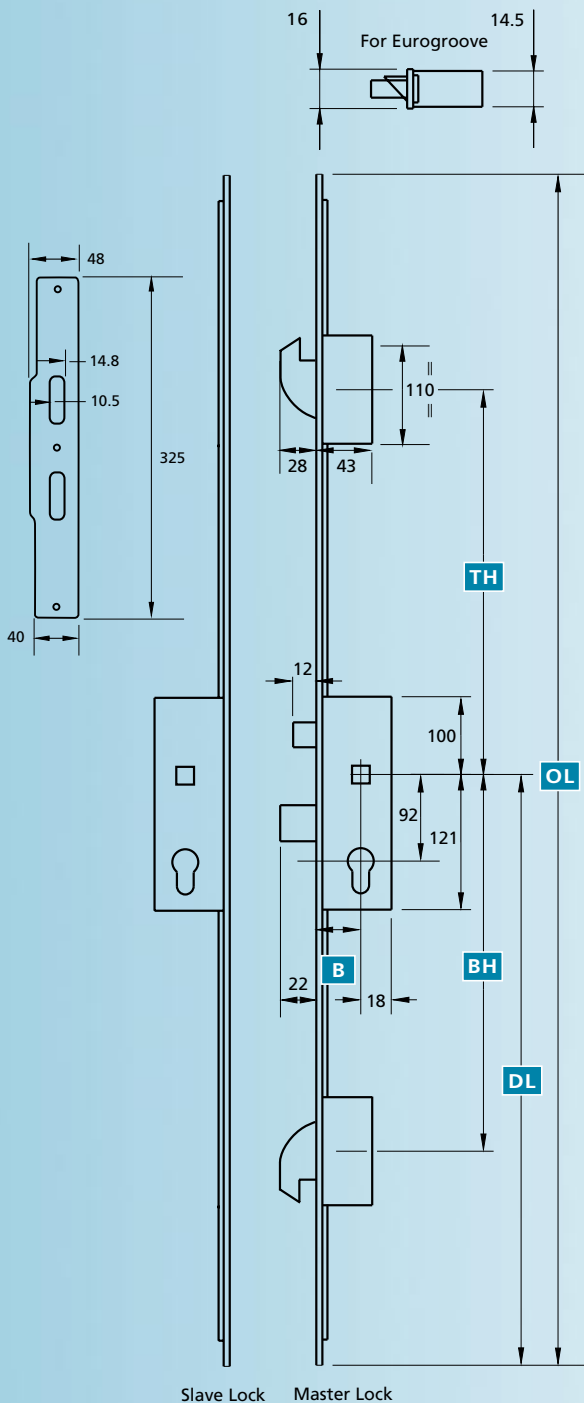 16
14.5
For Eurogroove
48
14.8
10.5
325
40
110
=
=
28
43
TH
12
100
OL
92
121
B
BH
22
18
DL
Slave Lock
Master Lock